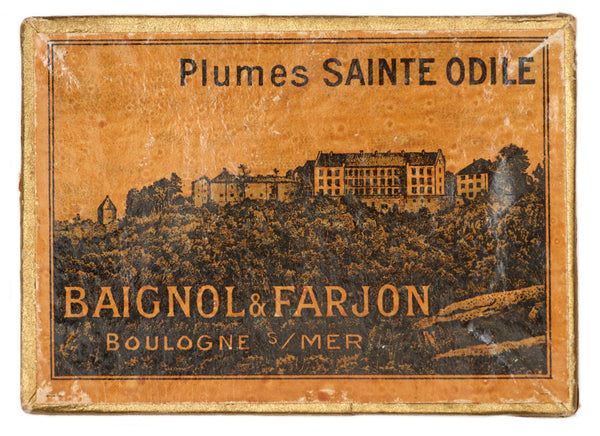 Plumes SAINTE ODILE
BAIGNOL & FARJON
BOULOGNE S/MER